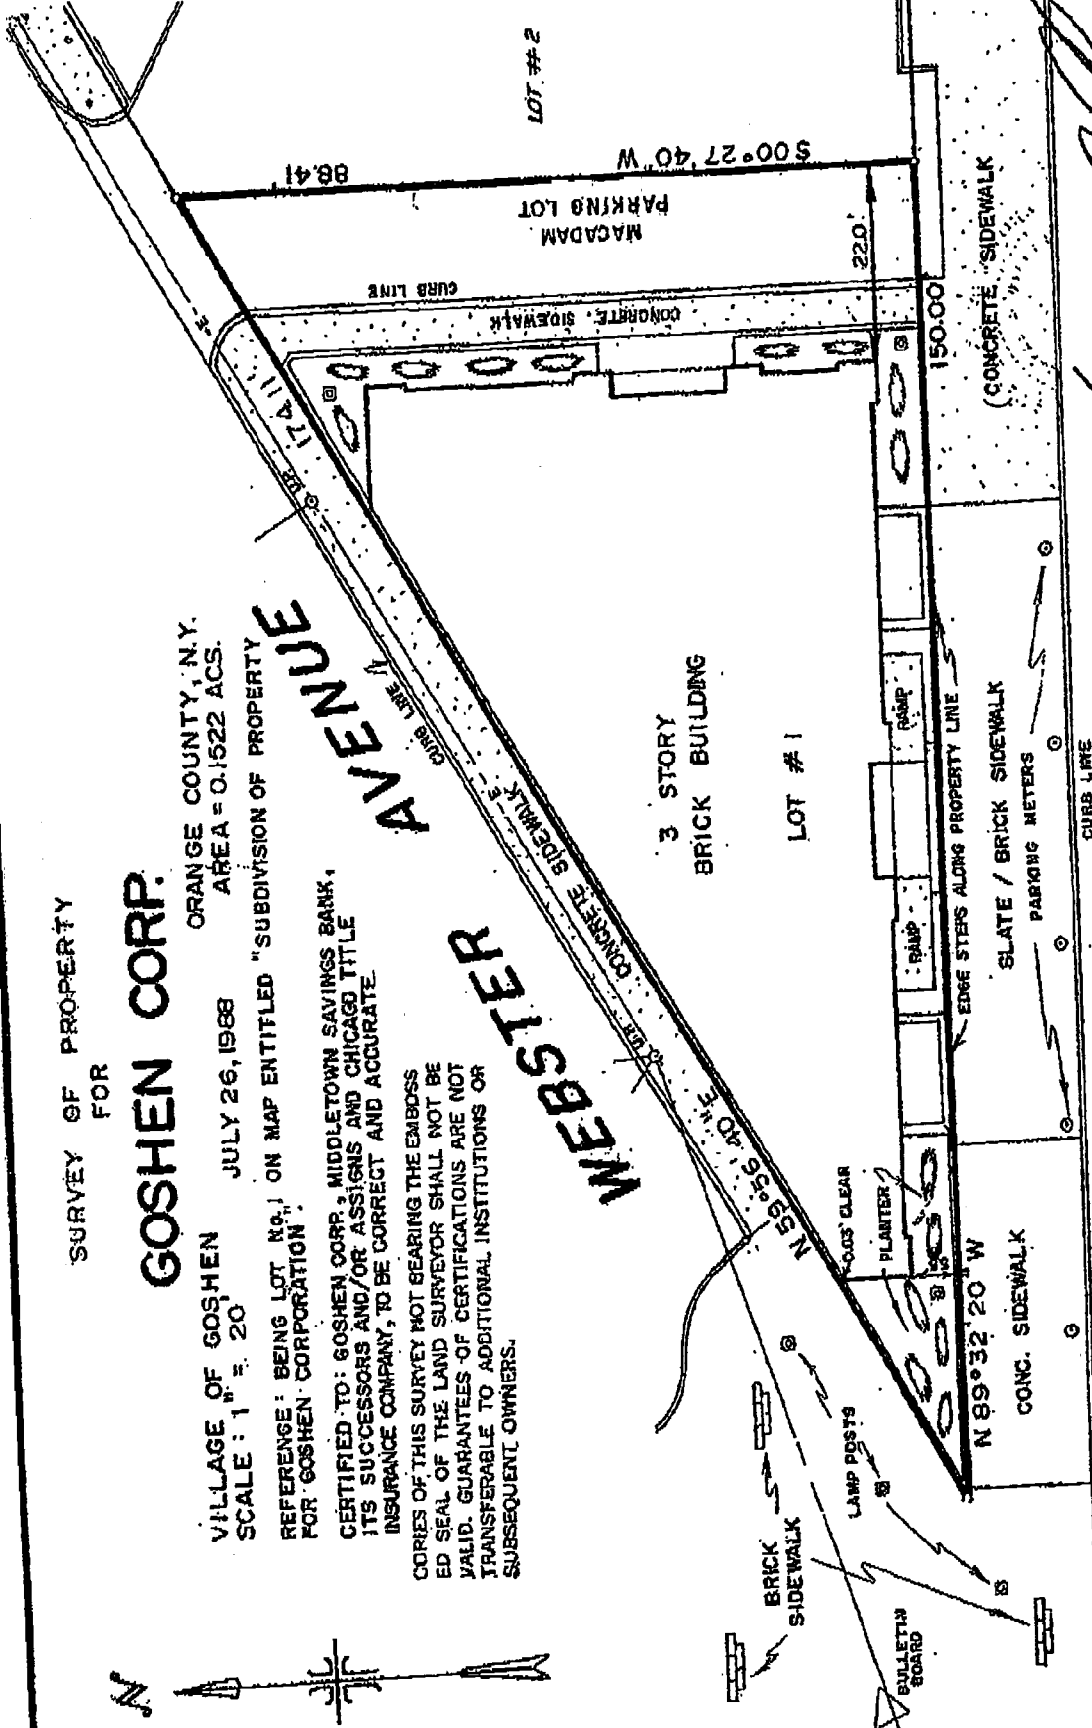 SURVEY OF PROPERTY
FOR
GOSHEN CORP.
VILLAGE OF GOSHEN ORANGE COUNTY, N.Y.
SCALE : 1" = 20' JULY 26, 1988 AREA = 0.1522 ACS.
REFERENCE : BEING LOT No. 1 ON MAP ENTITLED "SUBDIVISION OF PROPERTY
FOR GOSHEN CORPORATION".
CERTIFIED TO: GOSHEN CORP., MIDDLETOWN SAVINGS BANK,
ITS SUCCESSORS AND/OR ASSIGNS AND CHICAGO TITLE
INSURANCE COMPANY, TO BE CORRECT AND ACCURATE.
COPIES OF THIS SURVEY NOT BEARING THE EMBOSS
ED SEAL OF THE LAND SURVEYOR SHALL NOT BE
VALID. GUARANTEES OF CERTIFICATIONS ARE NOT
TRANSFERABLE TO ADDITIONAL INSTITUTIONS OR
SUBSEQUENT OWNERS.
N
WEBSTER AVENUE
CURB LINE
-E-
-E-
U.P.
U.P.
CONCRETE SIDEWALK
N 59°56'40" E
174.11'
88.41'
S 00°27'40" W
LOT #2
MACADAM
PARKING LOT
CURB LINE
CONCRETE SIDEWALK
22.0'
150.00'
(CONCRETE SIDEWALK
3 STORY
BRICK BUILDING
LOT #1
RAMP
RAMP
EDGE STEPS ALONG PROPERTY LINE
SLATE / BRICK SIDEWALK
PARKING METERS
CURB LINE
0.03' CLEAR
PLANTER
N 89°32'20" W
CONC. SIDEWALK
LAMP POSTS
BRICK
SIDEWALK
BULLETIN
BOARD